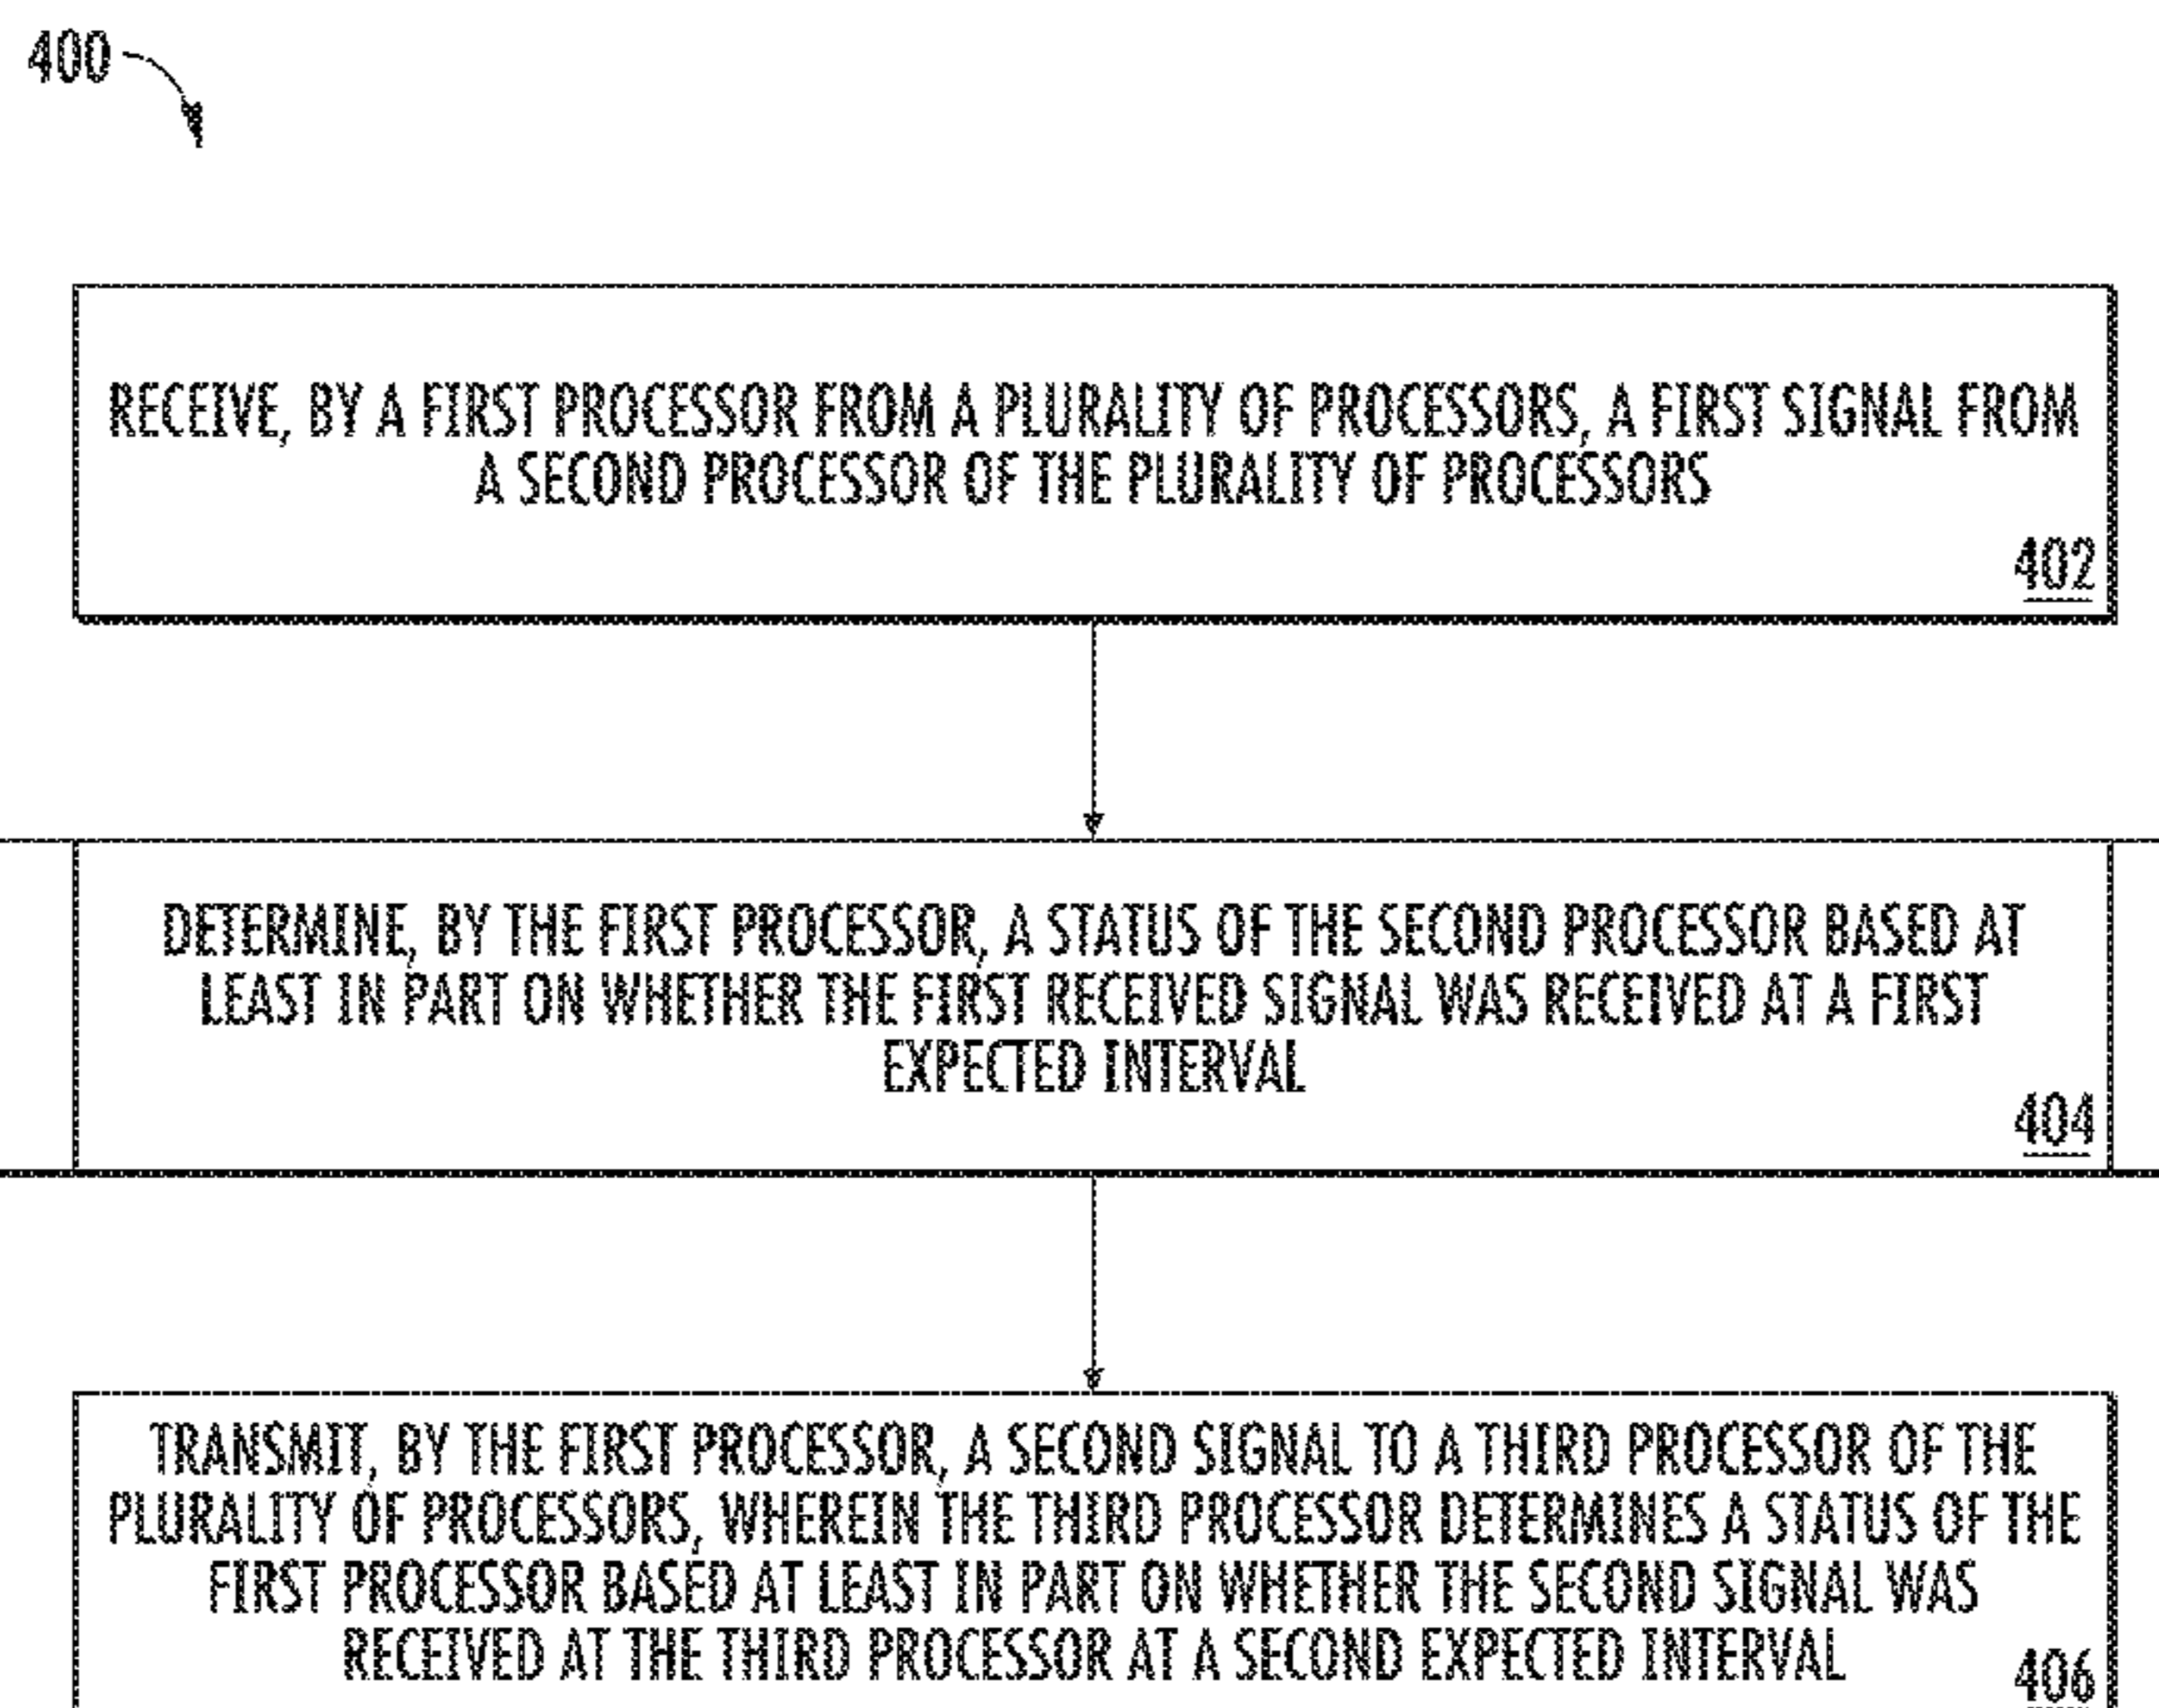 400
RECEIVE, BY A FIRST PROCESSOR FROM A PLURALITY OF PROCESSORS, A FIRST SIGNAL FROM
A SECOND PROCESSOR OF THE PLURALITY OF PROCESSORS
402
DETERMINE, BY THE FIRST PROCESSOR, A STATUS OF THE SECOND PROCESSOR BASED AT
LEAST IN PART ON WHETHER THE FIRST RECEIVED SIGNAL WAS RECEIVED AT A FIRST
EXPECTED INTERVAL
404
TRANSMIT, BY THE FIRST PROCESSOR, A SECOND SIGNAL TO A THIRD PROCESSOR OF THE
PLURALITY OF PROCESSORS, WHEREIN THE THIRD PROCESSOR DETERMINES A STATUS OF THE
FIRST PROCESSOR BASED AT LEAST IN PART ON WHETHER THE SECOND SIGNAL WAS
RECEIVED AT THE THIRD PROCESSOR AT A SECOND EXPECTED INTERVAL
406